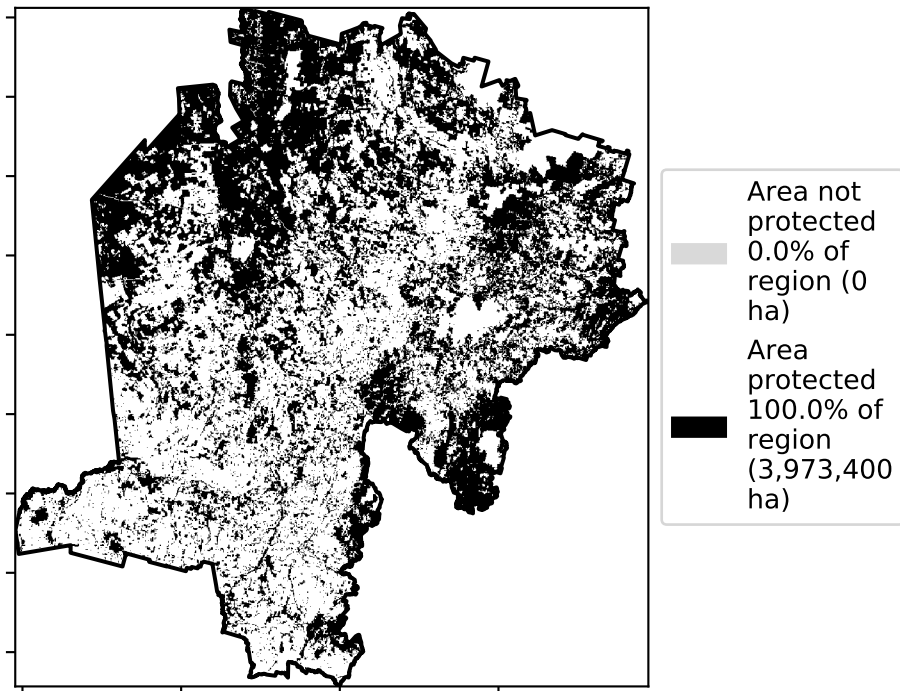 Area not
protected
0.0% of
region (0
ha)
Area
protected
100.0% of
region
(3,973,400
ha)